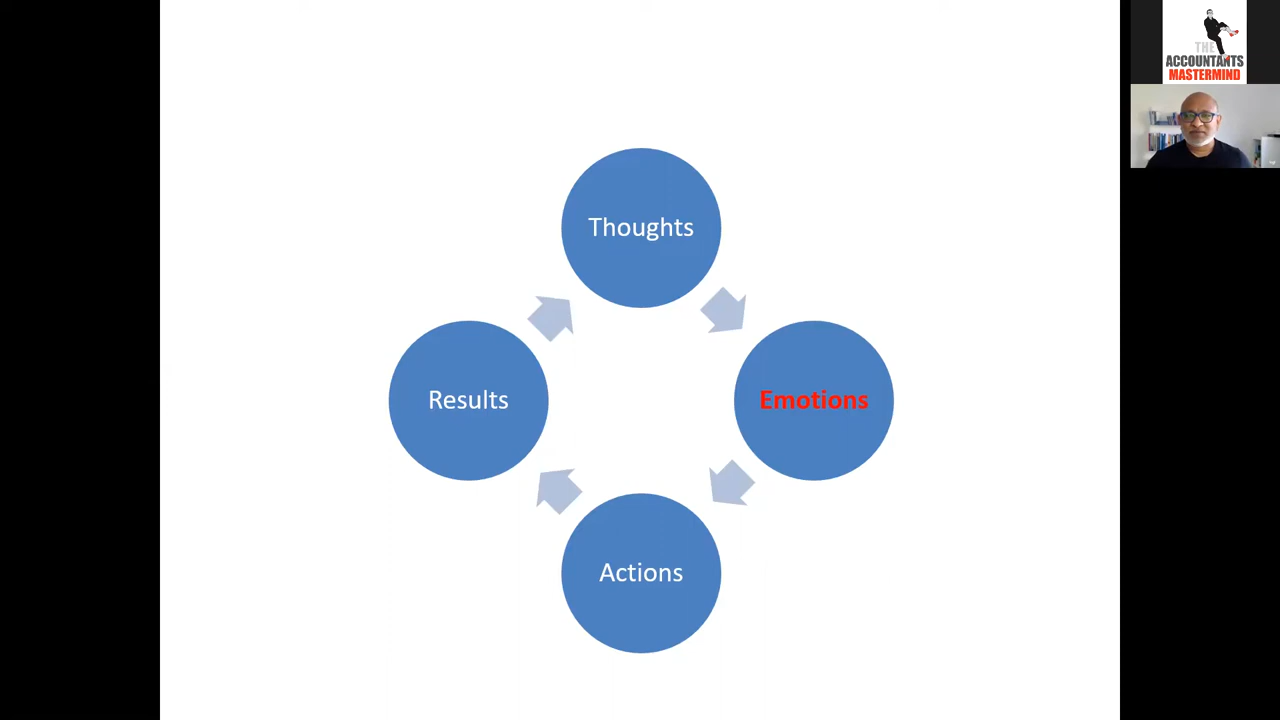 Thoughts
Emotions
Actions
Results
THE
ACCOUNTANTS
MASTERMIND